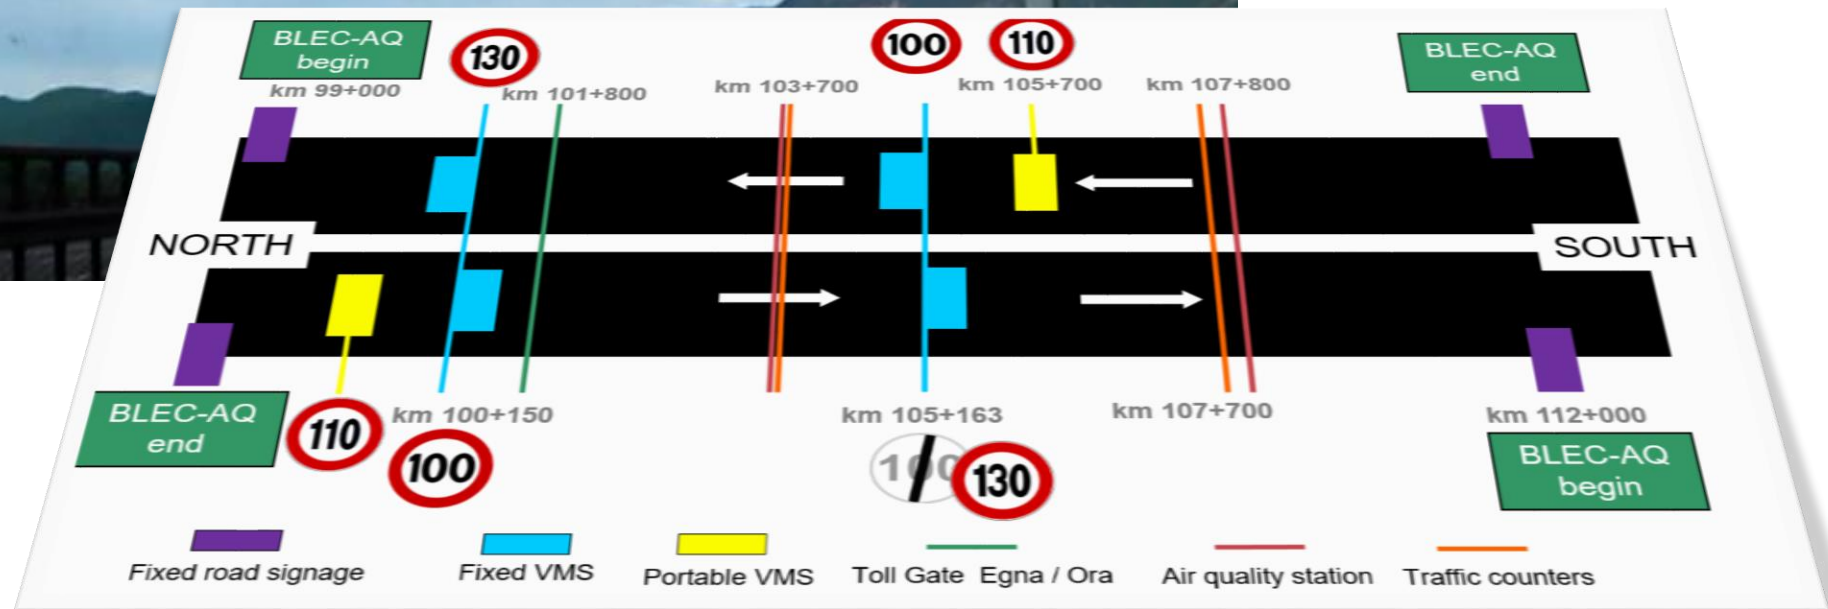 BLEC-AQ
begin
130
100
110
BLEC-AQ
end
km 99+000
km 101+800
km 103+700
km 105+700
km 107+800
NORTH
SOUTH
BLEC-AQ
end
110
km 100+150
100
km 105+163
100
130
km 107+700
km 112+000
BLEC-AQ
begin
Fixed road signage
Fixed VMS
Portable VMS
Toll Gate Egna / Ora
Air quality station
Traffic counters